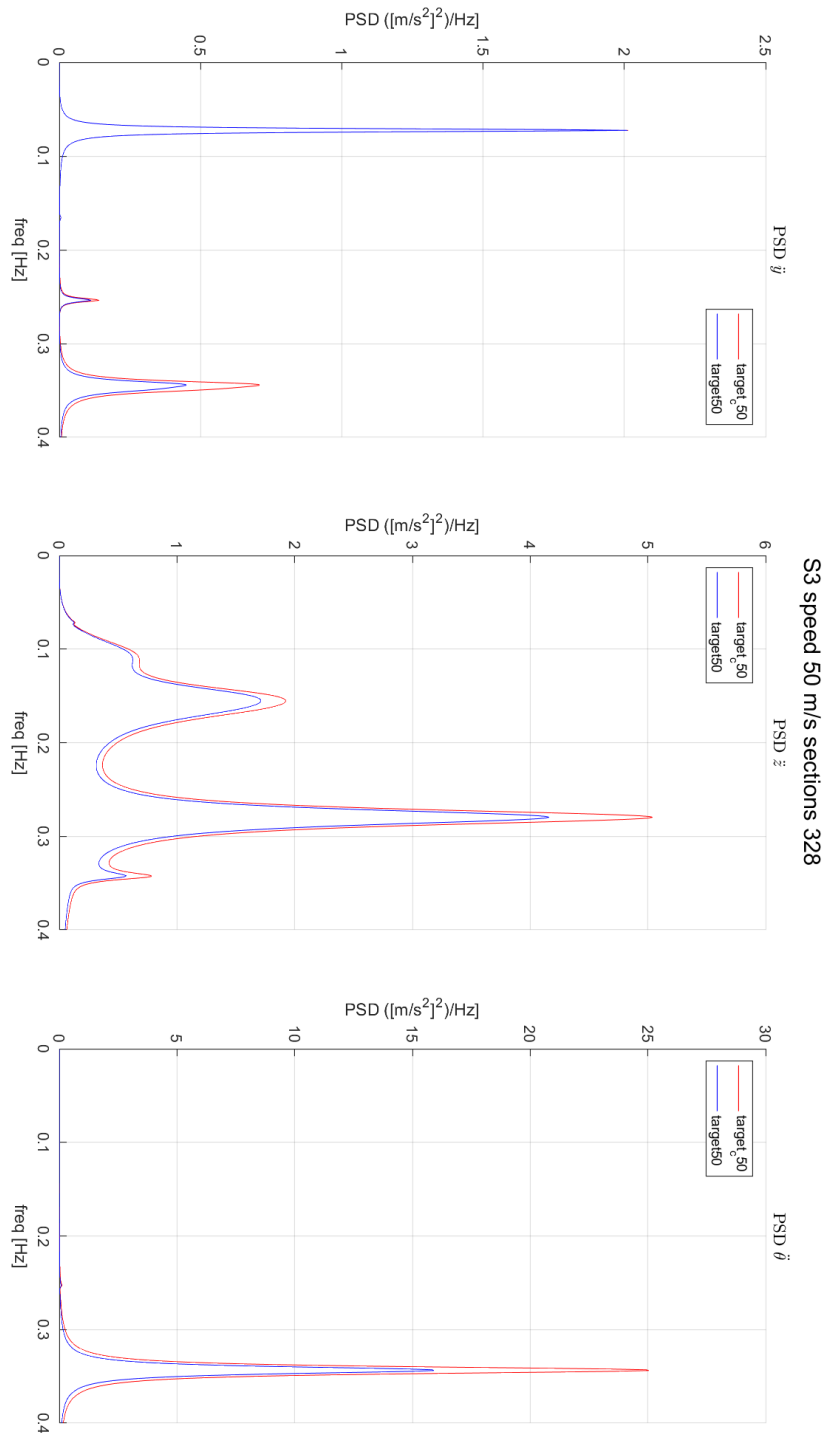 S3 speed 50 m/s sections 328
PSD ÿ
PSD ([m/s²]²)/Hz
2.5
2
1.5
1
0.5
0
0 0.1 0.2 0.3 0.4
freq [Hz]
target_c50
target50
PSD z̈
PSD ([m/s²]²)/Hz
6
5
4
3
2
1
0
0 0.1 0.2 0.3 0.4
freq [Hz]
target_c50
target50
PSD θ̈
PSD ([m/s²]²)/Hz
30
25
20
15
10
5
0
0 0.1 0.2 0.3 0.4
freq [Hz]
target_c50
target50